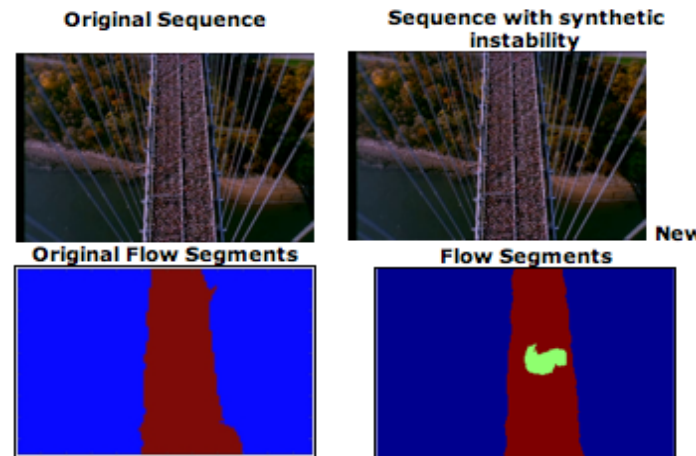 Original Sequence
Sequence with synthetic
instability
Original Flow Segments
New
Flow Segments